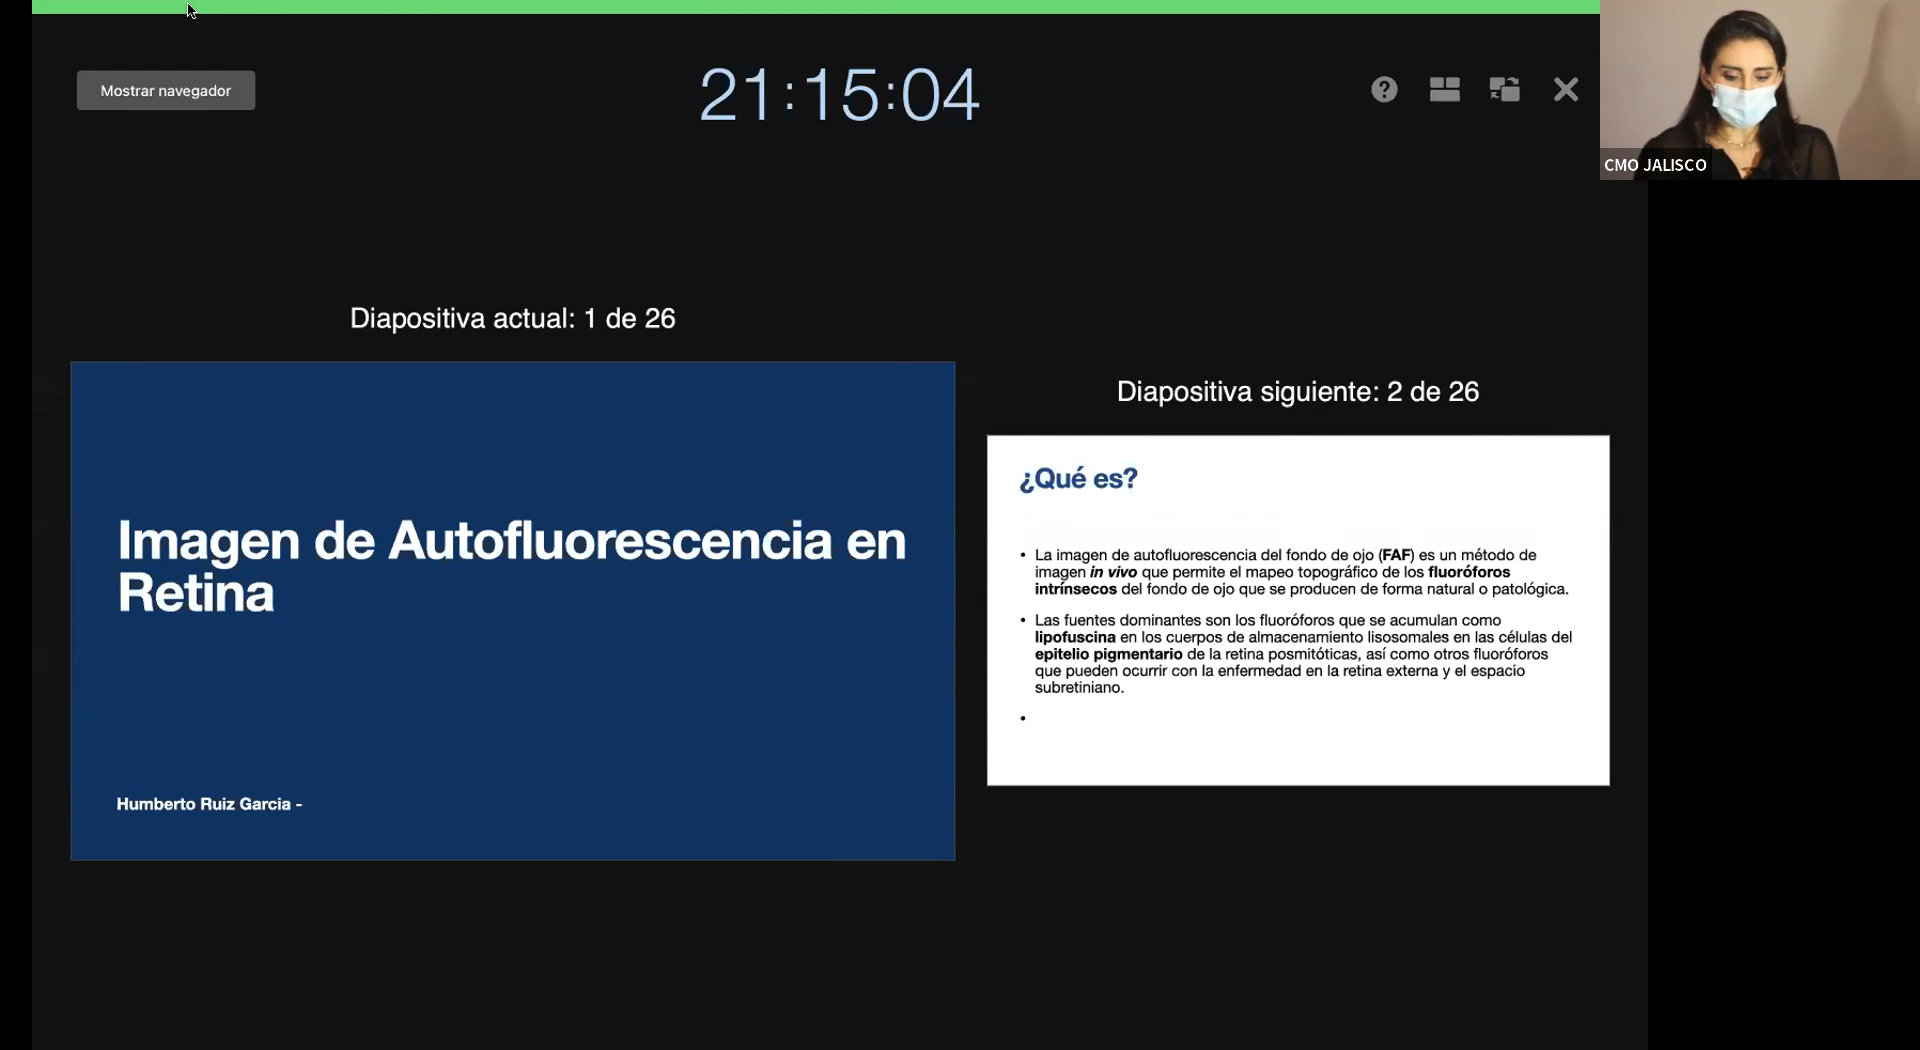 Mostrar navegador
21:15:04
CMO JALISCO
Diapositiva actual: 1 de 26
Imagen de Autofluorescencia en
Retina
Humberto Ruiz Garcia -
Diapositiva siguiente: 2 de 26
¿Qué es?
• La imagen de autofluorescencia del fondo de ojo (FAF) es un método de
imagen in vivo que permite el mapeo topográfico de los fluoróforos
intrínsecos del fondo de ojo que se producen de forma natural o patológica.
• Las fuentes dominantes son los fluoróforos que se acumulan como
lipofuscina en los cuerpos de almacenamiento lisosomales en las células del
epitelio pigmentario de la retina posmitóticas, así como otros fluoróforos
que pueden ocurrir con la enfermedad en la retina externa y el espacio
subretiniano.
•